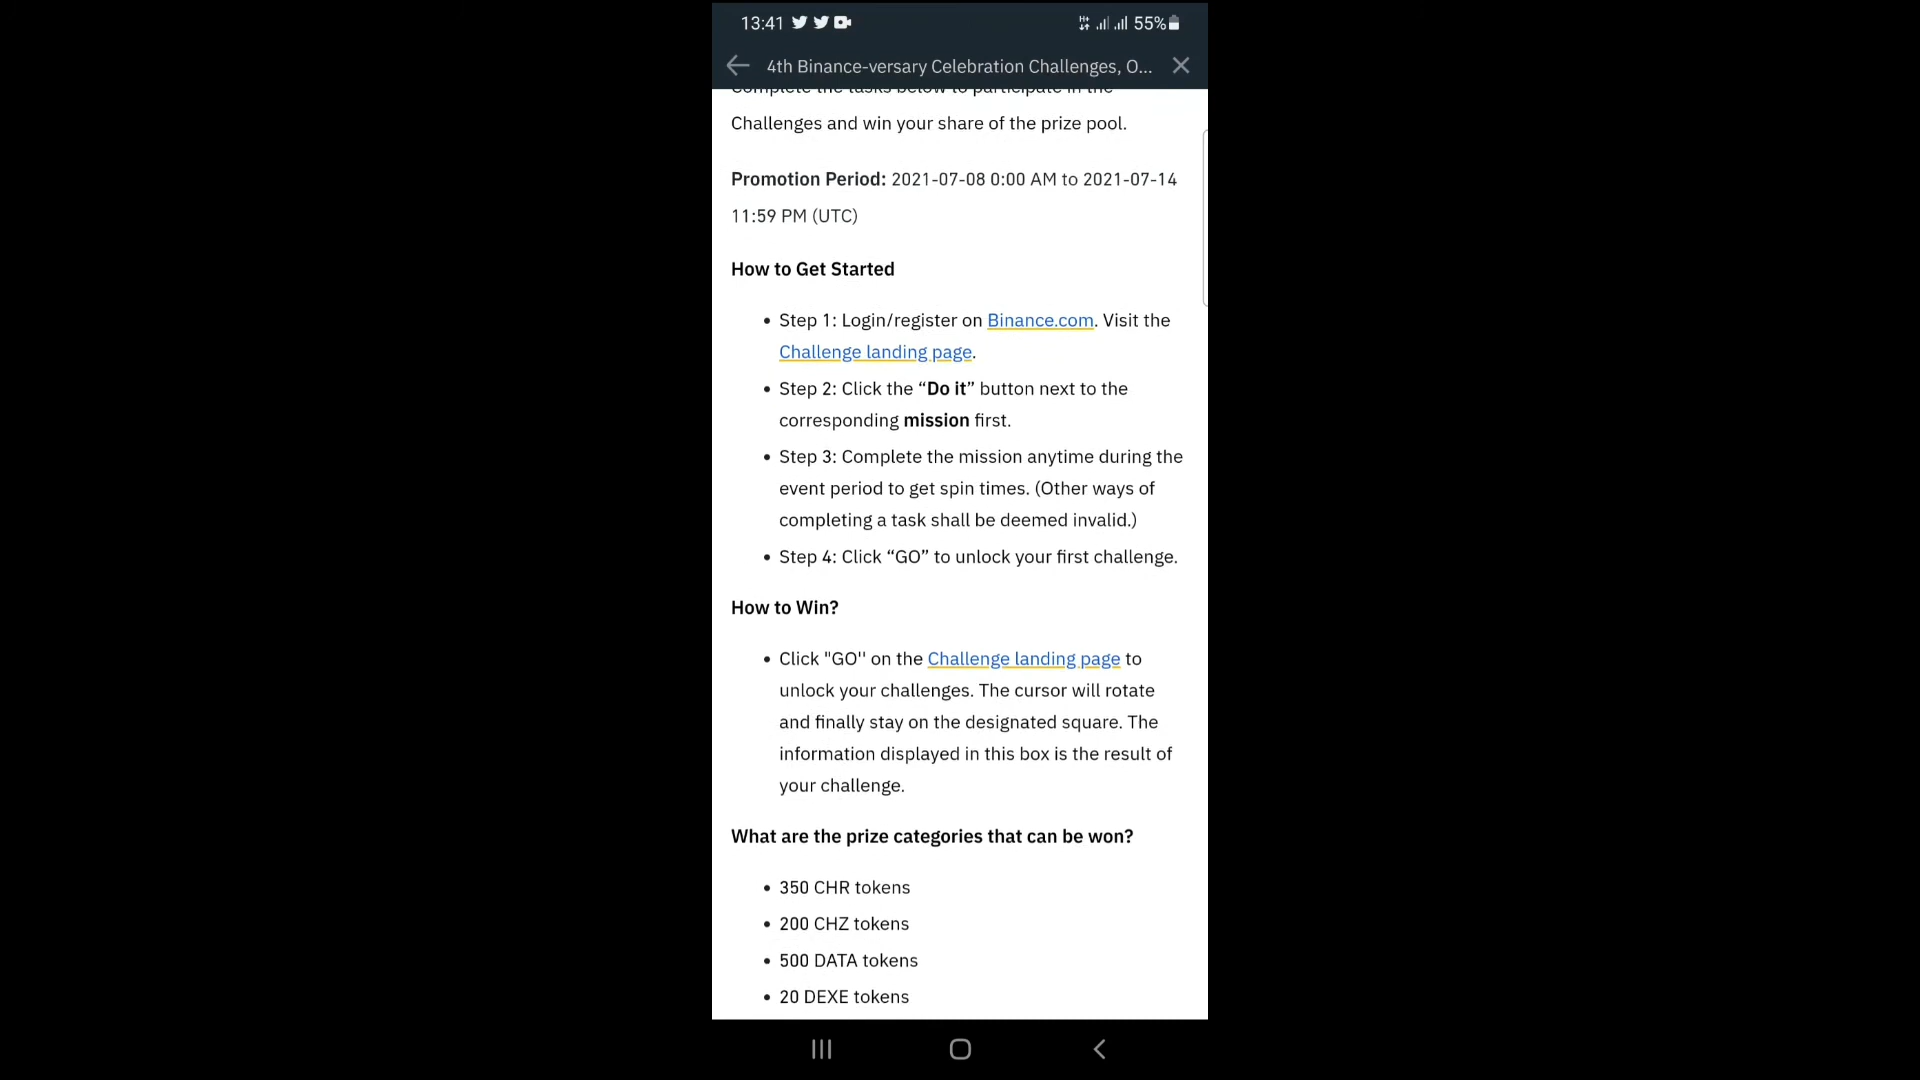 13:41 55%
4th Binance-versary Celebration Challenges, O...
Complete the tasks below to participate in the
Challenges and win your share of the prize pool.
Promotion Period: 2021-07-08 0:00 AM to 2021-07-14
11:59 PM (UTC)
How to Get Started
• Step 1: Login/register on Binance.com. Visit the
Challenge landing page.
• Step 2: Click the “Do it” button next to the
corresponding mission first.
• Step 3: Complete the mission anytime during the
event period to get spin times. (Other ways of
completing a task shall be deemed invalid.)
• Step 4: Click “GO” to unlock your first challenge.
How to Win?
• Click "GO'' on the Challenge landing page to
unlock your challenges. The cursor will rotate
and finally stay on the designated square. The
information displayed in this box is the result of
your challenge.
What are the prize categories that can be won?
• 350 CHR tokens
• 200 CHZ tokens
• 500 DATA tokens
• 20 DEXE tokens